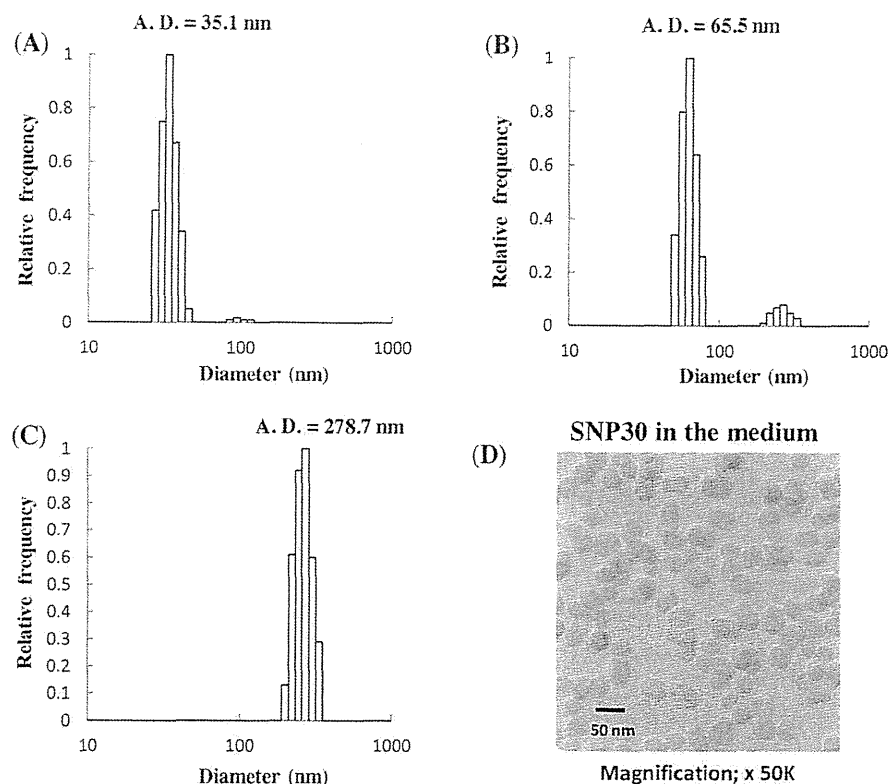 (A)
A. D. = 35.1 nm
Relative frequency
1
0.8
0.6
0.4
0.2
0
10
100
1000
Diameter (nm)
(B)
A. D. = 65.5 nm
Relative frequency
1
0.8
0.6
0.4
0.2
0
10
100
1000
Diameter (nm)
(C)
A. D. = 278.7 nm
Relative frequency
1
0.9
0.8
0.7
0.6
0.5
0.4
0.3
0.2
0.1
0
10
100
1000
Diameter (nm)
(D)
SNP30 in the medium
50 nm
Magnification; x 50K